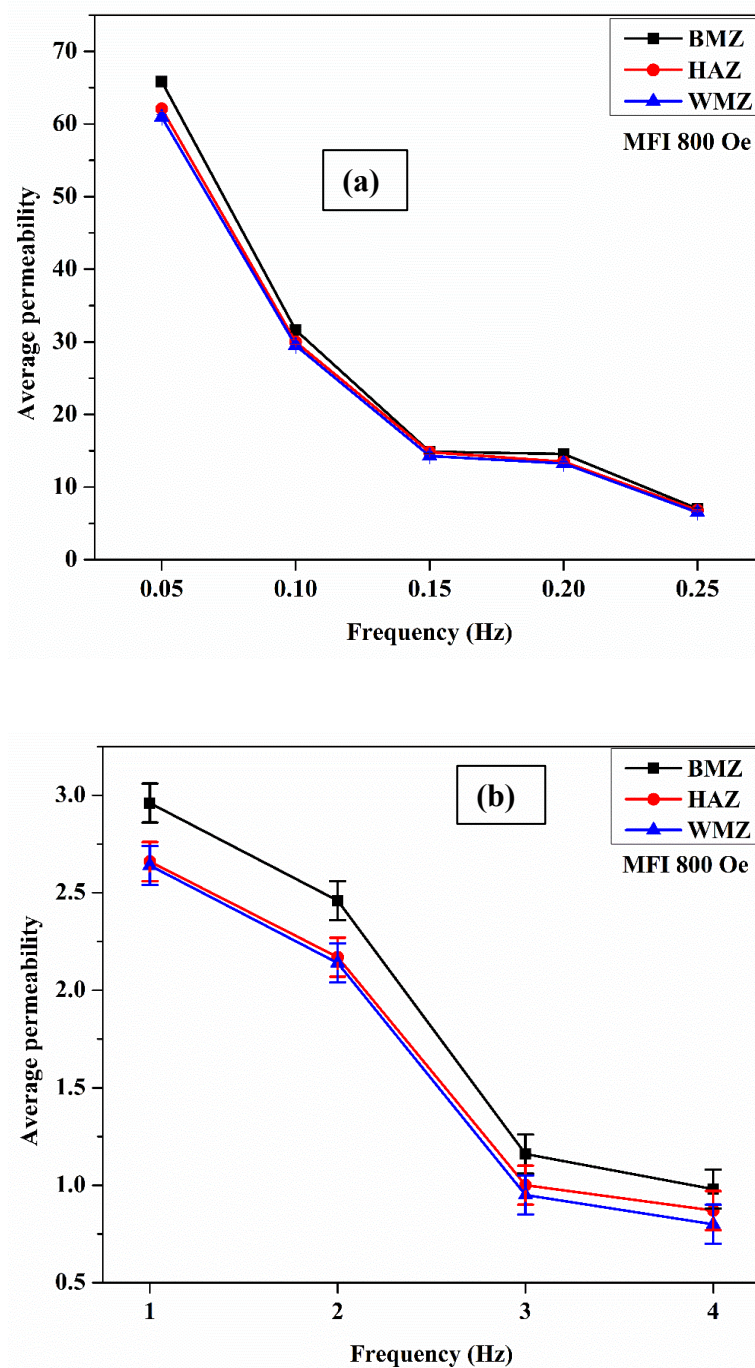 BMZ
HAZ
WMZ
MFI 800 Oe
(a)
70
60
50
40
30
20
10
0
Average permeability
0.05 0.10 0.15 0.20 0.25
Frequency (Hz)
BMZ
HAZ
WMZ
MFI 800 Oe
(b)
3.0
2.5
2.0
1.5
1.0
0.5
Average permeability
1 2 3 4
Frequency (Hz)